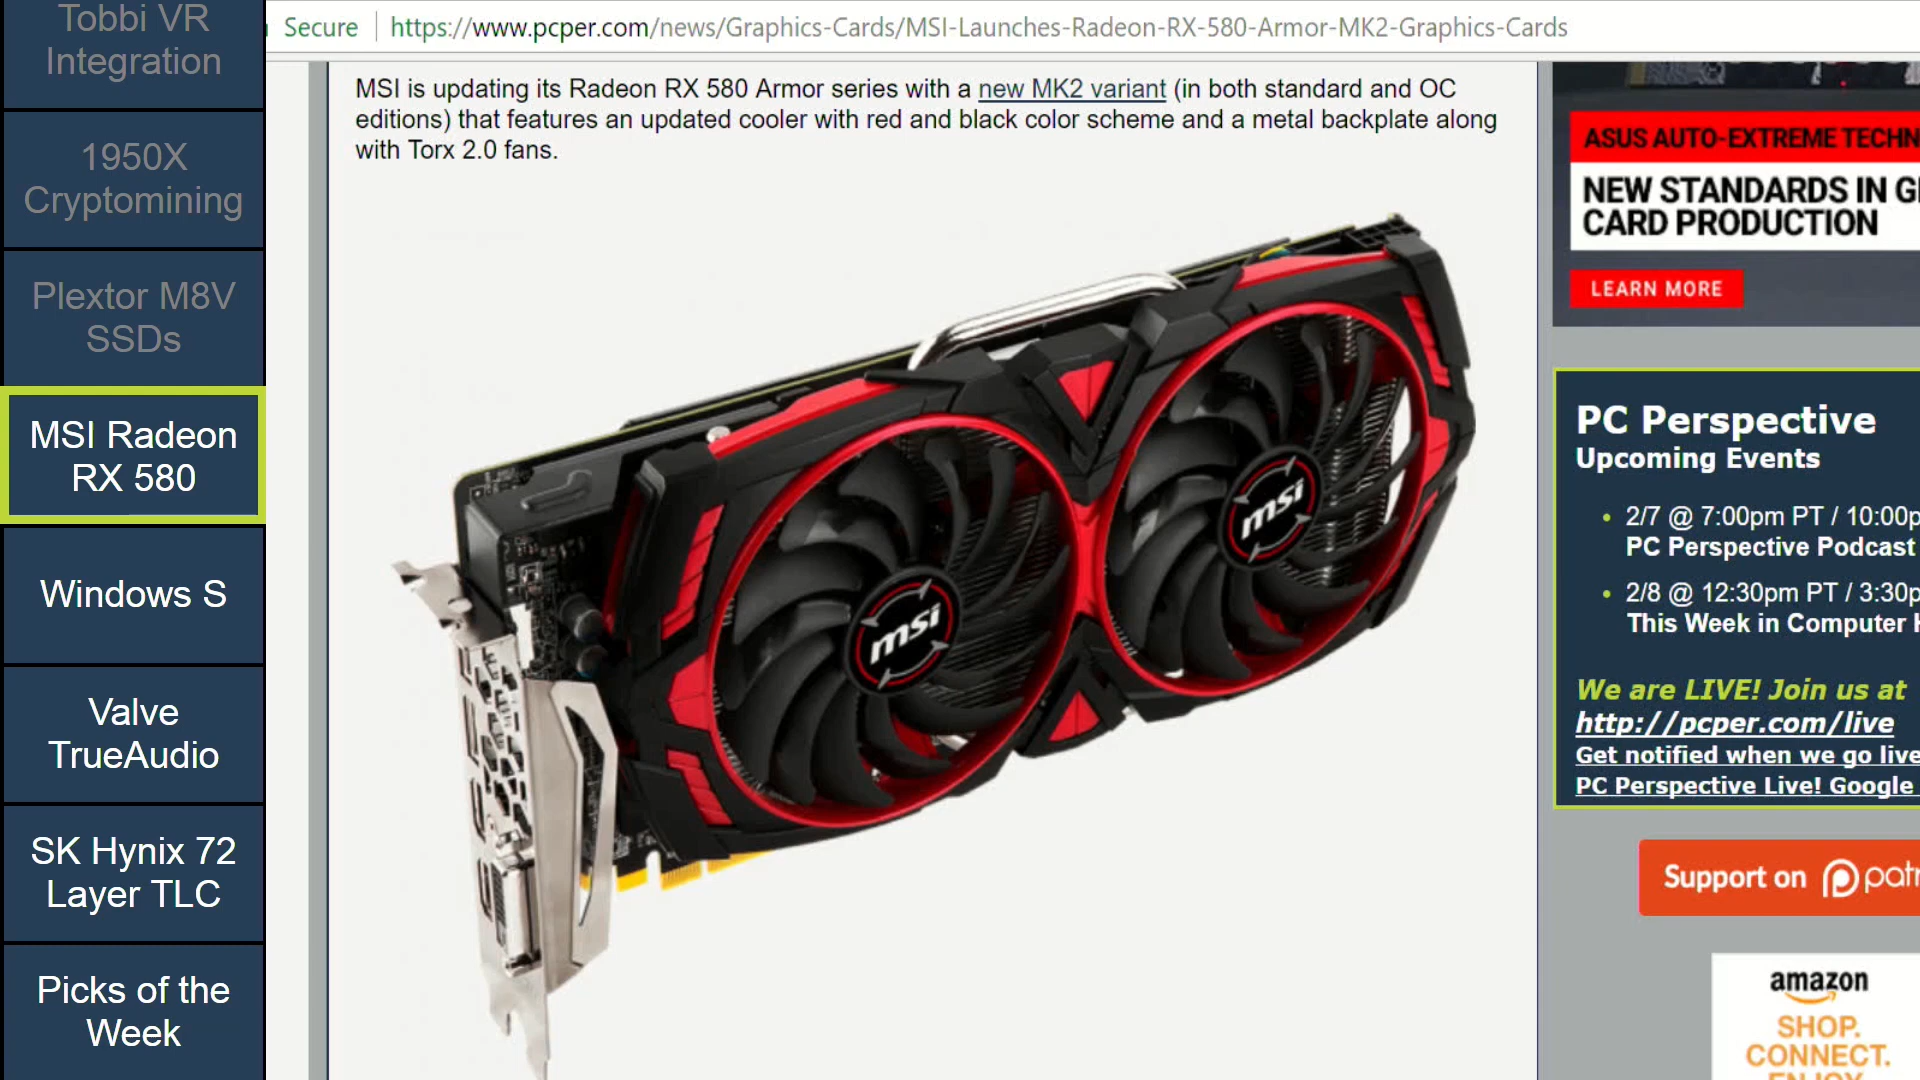 Tobbi VR
Integration
1950X
Cryptomining
Plextor M8V
SSDs
MSI Radeon
RX 580
Windows S
Valve
TrueAudio
SK Hynix 72
Layer TLC
Picks of the
Week
Secure
https://www.pcper.com/news/Graphics-Cards/MSI-Launches-Radeon-RX-580-Armor-MK2-Graphics-Cards
MSI is updating its Radeon RX 580 Armor series with a new MK2 variant (in both standard and OC
editions) that features an updated cooler with red and black color scheme and a metal backplate along
with Torx 2.0 fans.
msi
msi
ASUS AUTO-EXTREME TECHN
NEW STANDARDS IN G
CARD PRODUCTION
LEARN MORE
PC Perspective
Upcoming Events
• 2/7 @ 7:00pm PT / 10:00p
PC Perspective Podcast
• 2/8 @ 12:30pm PT / 3:30p
This Week in Computer
We are LIVE! Join us at
http://pcper.com/live
Get notified when we go live
PC Perspective Live! Google
Support on patr
amazon
SHOP.
CONNECT.
ENJOY.